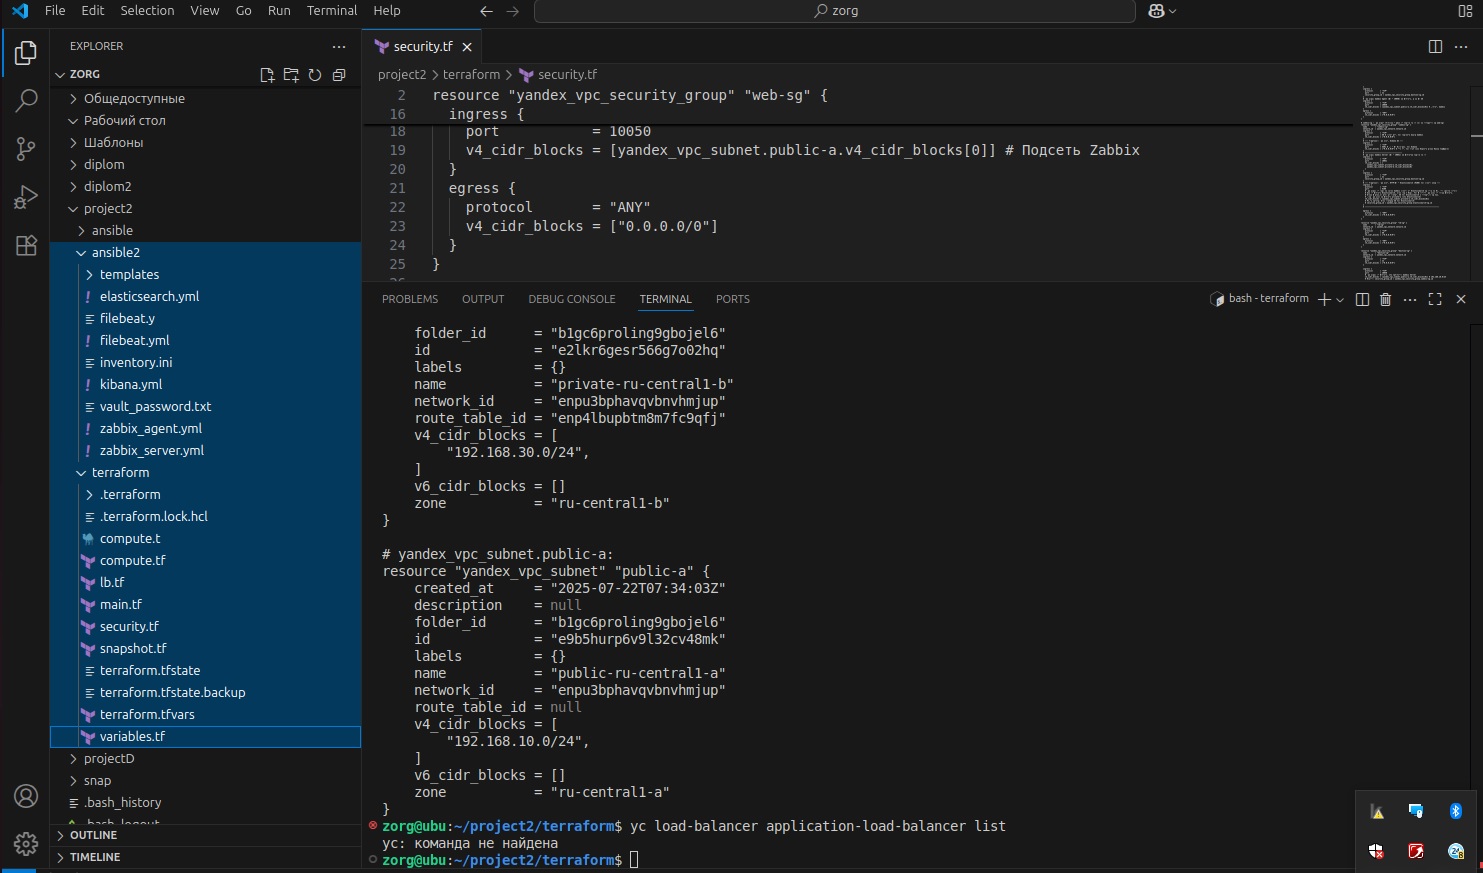 File Edit Selection View Go Run Terminal Help
zorg
EXPLORER
ZORG
Общедоступные
Рабочий стол
Шаблоны
diplom
diplom2
project2
ansible
ansible2
templates
elasticsearch.yml
filebeat.y
filebeat.yml
inventory.ini
kibana.yml
vault_password.txt
zabbix_agent.yml
zabbix_server.yml
terraform
.terraform
.terraform.lock.hcl
compute.t
compute.tf
lb.tf
main.tf
security.tf
snapshot.tf
terraform.tfstate
terraform.tfstate.backup
terraform.tfvars
variables.tf
projectD
snap
.bash_history
.bash_logout
OUTLINE
TIMELINE
security.tf
project2 > terraform > security.tf
2 resource "yandex_vpc_security_group" "web-sg" {
16 ingress {
18 port = 10050
19 v4_cidr_blocks = [yandex_vpc_subnet.public-a.v4_cidr_blocks[0]] # Подсеть Zabbix
20 }
21 egress {
22 protocol = "ANY"
23 v4_cidr_blocks = ["0.0.0.0/0"]
24 }
25 }
PROBLEMS OUTPUT DEBUG CONSOLE TERMINAL PORTS
bash - terraform
folder_id = "b1gc6proling9gbojel6"
id = "e2lkr6gesr566g7o02hq"
labels = {}
name = "private-ru-central1-b"
network_id = "enpu3bphavqvbnvhmjup"
route_table_id = "enp4lbupbtm8m7fc9qfj"
v4_cidr_blocks = [
"192.168.30.0/24",
]
v6_cidr_blocks = []
zone = "ru-central1-b"
}
# yandex_vpc_subnet.public-a:
resource "yandex_vpc_subnet" "public-a" {
created_at = "2025-07-22T07:34:03Z"
description = null
folder_id = "b1gc6proling9gbojel6"
id = "e9b5hurp6v9l32cv48mk"
labels = {}
name = "public-ru-central1-a"
network_id = "enpu3bphavqvbnvhmjup"
route_table_id = null
v4_cidr_blocks = [
"192.168.10.0/24",
]
v6_cidr_blocks = []
zone = "ru-central1-a"
}
zorg@ubu:~/project2/terraform$ yc load-balancer application-load-balancer list
yc: команда не найдена
zorg@ubu:~/project2/terraform$